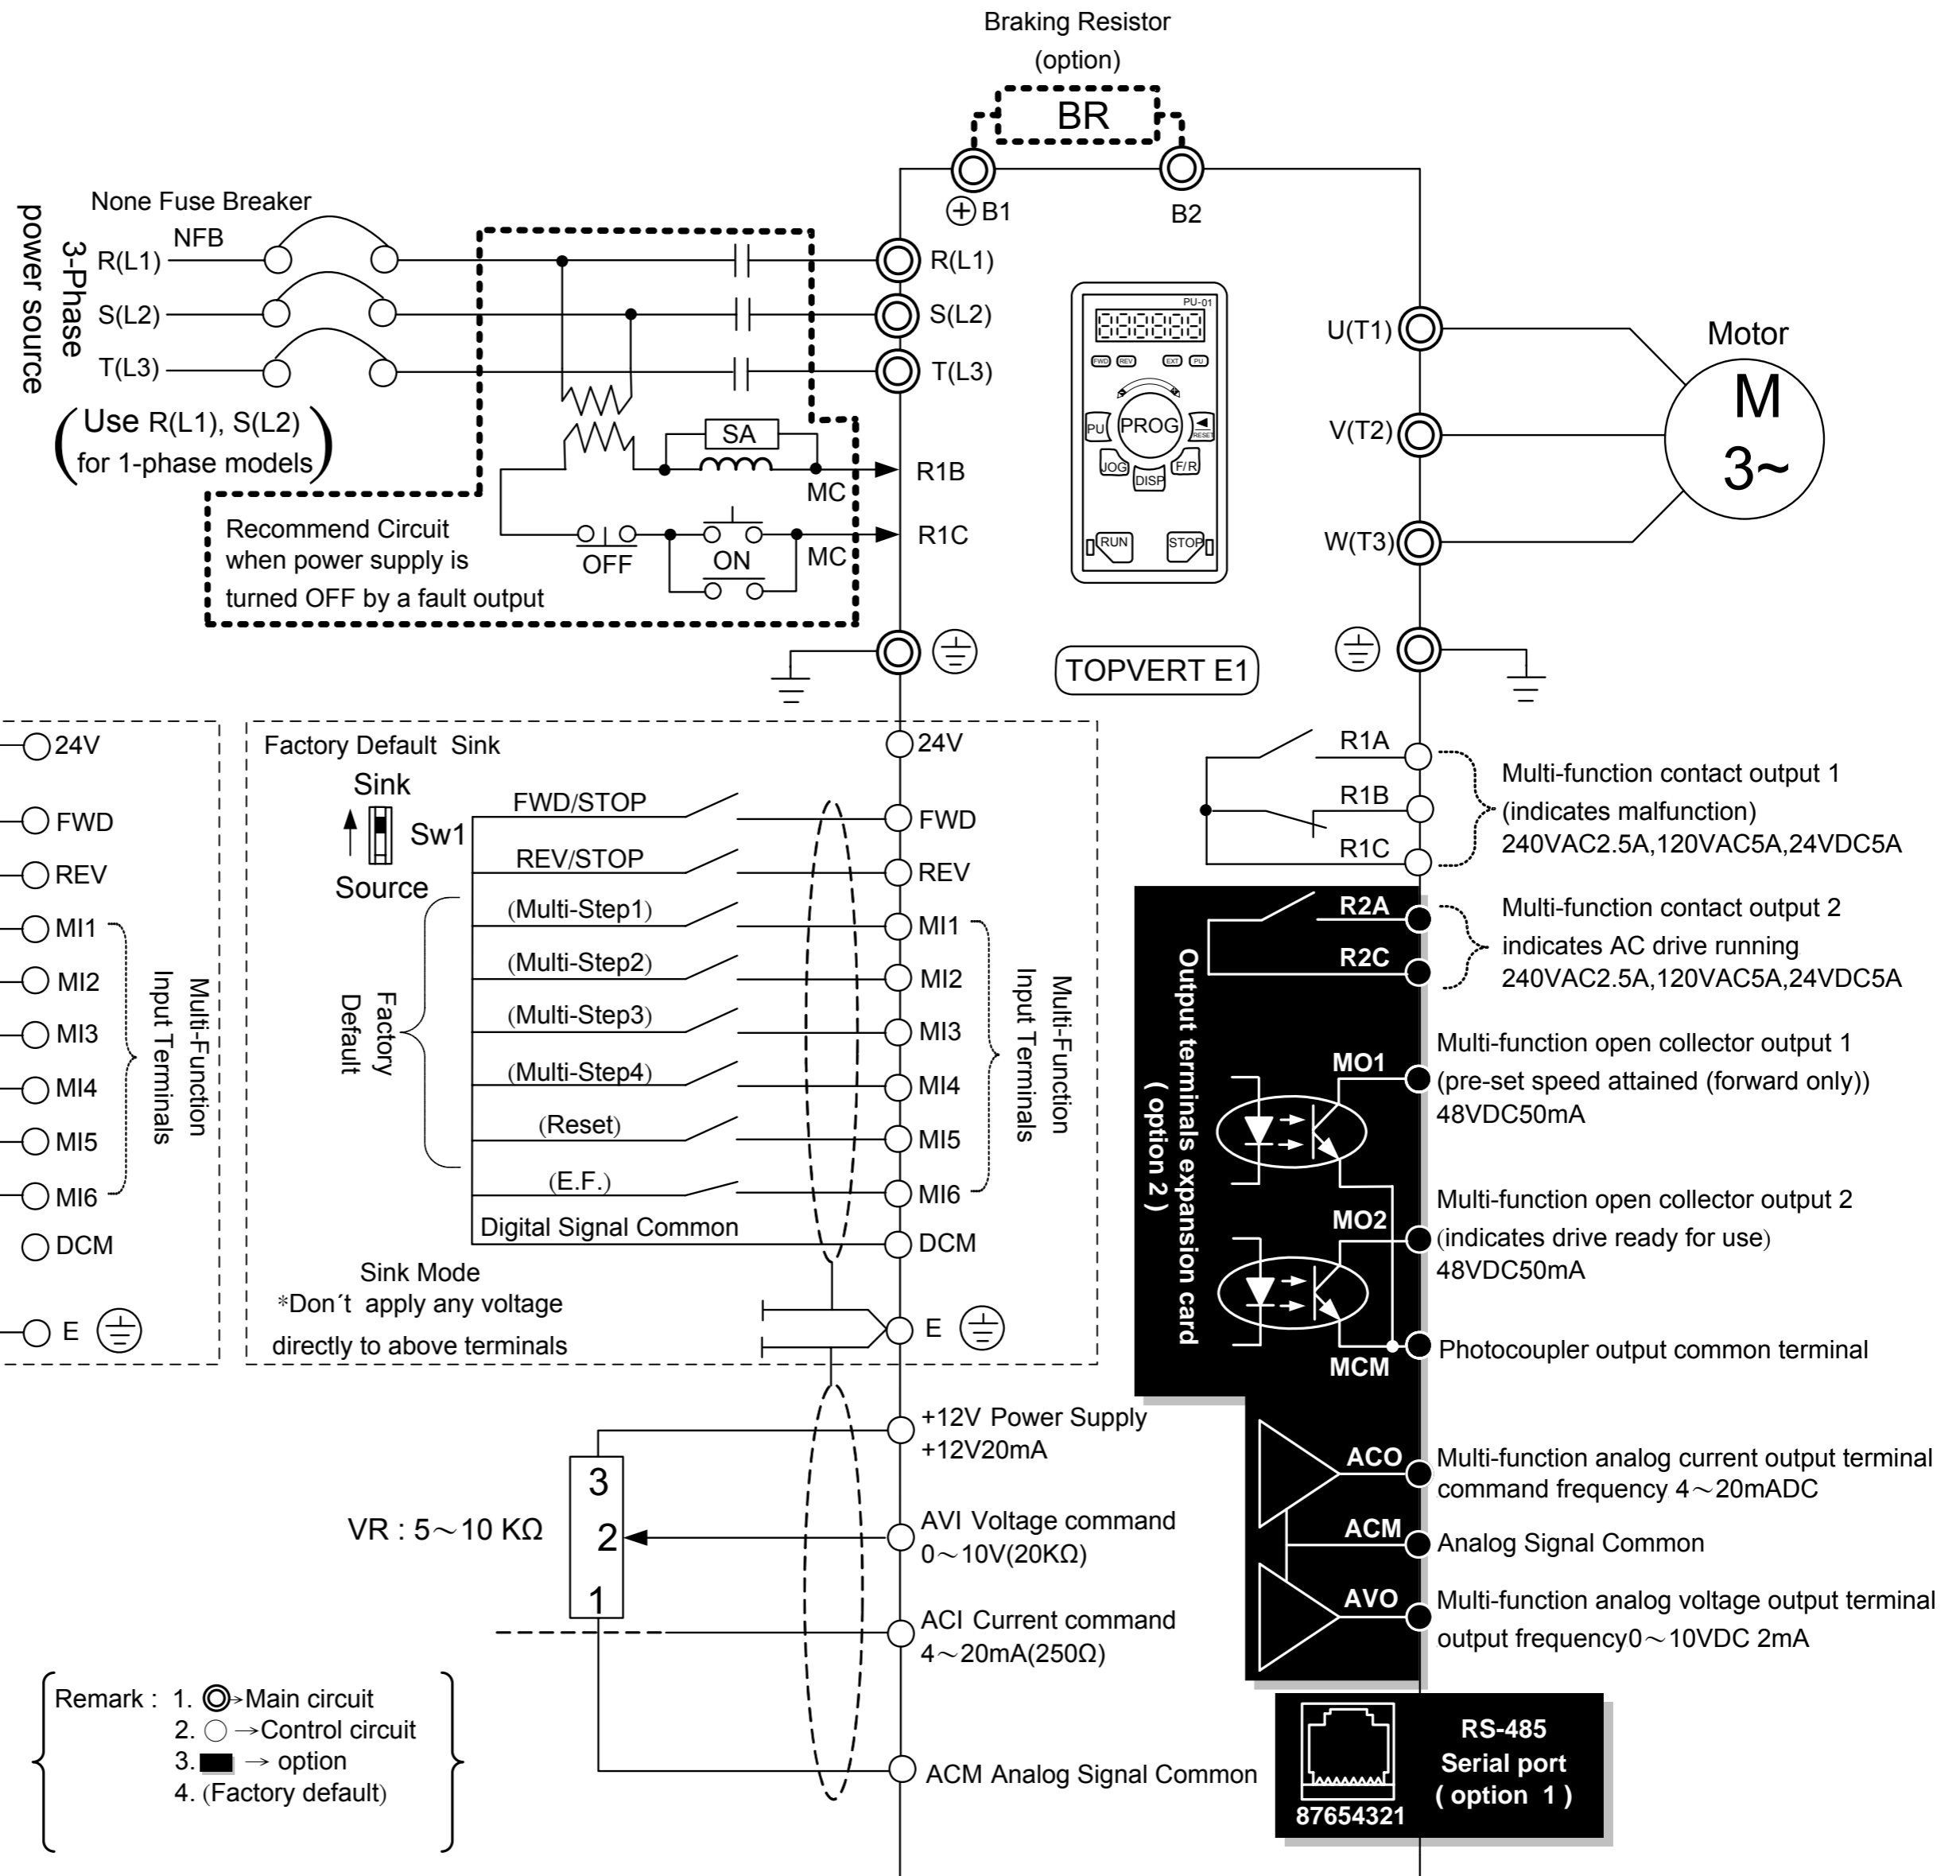 Braking Resistor
(option)
BR
⊕ B1
B2
None Fuse Breaker
NFB
3-Phase
power source
R(L1)
S(L2)
T(L3)
(Use R(L1), S(L2)
for 1-phase models)
R(L1)
S(L2)
T(L3)
SA
MC
R1B
OFF
ON
MC
R1C
Recommend Circuit
when power supply is
turned OFF by a fault output
PU-01
FWD
REV
EXT
PU
PU
PROG
RESET
JOG
DISP
F/R
RUN
STOP
U(T1)
V(T2)
W(T3)
Motor
M
3~
TOPVERT E1
24V
FWD
REV
MI1
MI2
MI3
MI4
MI5
MI6
DCM
E
Multi-Function
Input Terminals
Factory Default Sink
Sink
Sw1
Source
Factory
Default
FWD/STOP
REV/STOP
(Multi-Step1)
(Multi-Step2)
(Multi-Step3)
(Multi-Step4)
(Reset)
(E.F.)
Digital Signal Common
Sink Mode
*Don´t apply any voltage
directly to above terminals
24V
FWD
REV
MI1
MI2
MI3
MI4
MI5
MI6
DCM
E
Multi-Function
Input Terminals
R1A
R1B
R1C
Multi-function contact output 1
(indicates malfunction)
240VAC2.5A,120VAC5A,24VDC5A
R2A
R2C
Multi-function contact output 2
indicates AC drive running
240VAC2.5A,120VAC5A,24VDC5A
Output terminals expansion card
( option 2 )
MO1
Multi-function open collector output 1
(pre-set speed attained (forward only))
48VDC50mA
MO2
Multi-function open collector output 2
(indicates drive ready for use)
48VDC50mA
MCM
Photocoupler output common terminal
ACO
Multi-function analog current output terminal
command frequency 4~20mADC
ACM
Analog Signal Common
AVO
Multi-function analog voltage output terminal
output frequency0~10VDC 2mA
+12V Power Supply
+12V20mA
3
2
1
VR : 5~10 KΩ
AVI Voltage command
0~10V(20KΩ)
ACI Current command
4~20mA(250Ω)
ACM Analog Signal Common
RS-485
Serial port
( option 1 )
87654321
Remark : 1. ◎→Main circuit
2. ○→Control circuit
3. ■ → option
4. (Factory default)